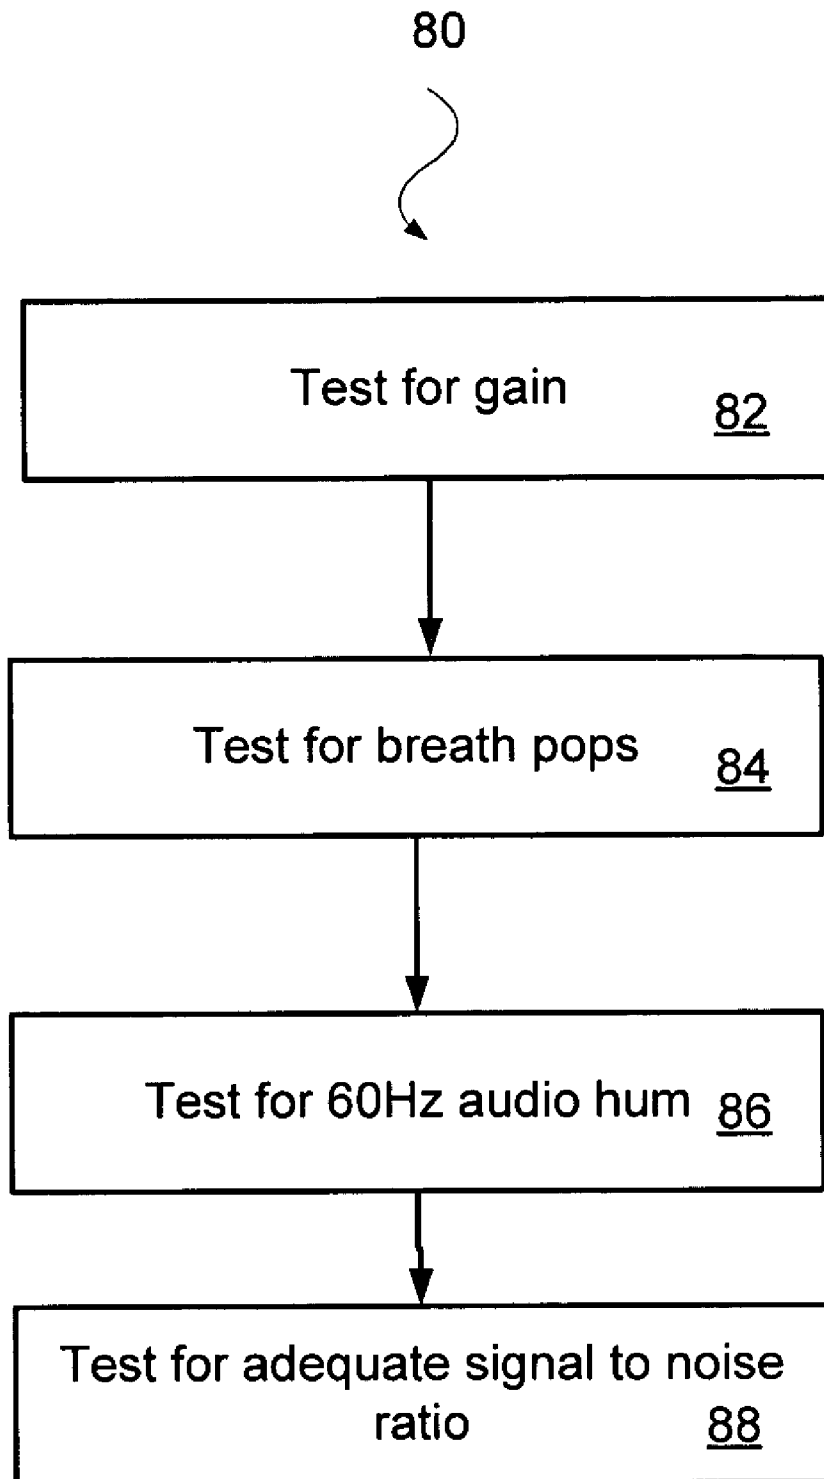 80
Test for gain
82
Test for breath pops
84
Test for 60Hz audio hum 86
Test for adequate signal to noise
ratio 88